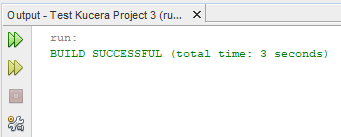 Output - Test Kucera Project 3 (ru...
run:
BUILD SUCCESSFUL (total time: 3 seconds)